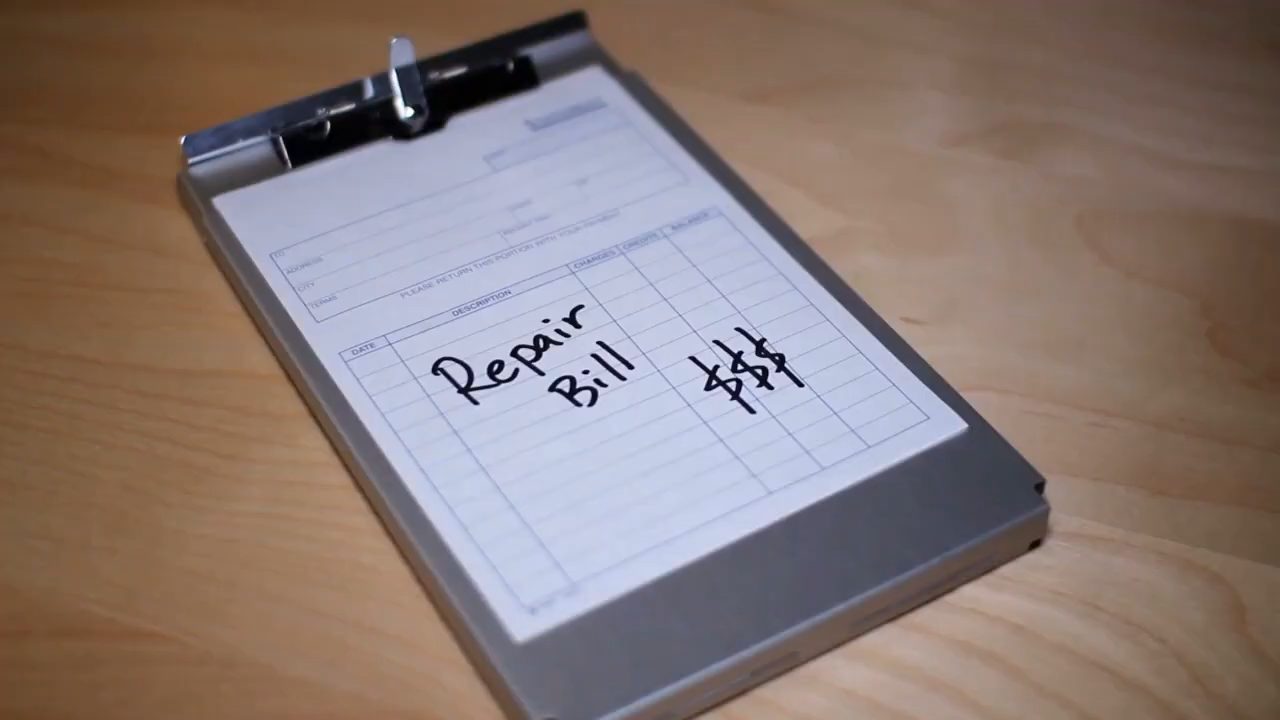 TO
ADDRESS
CITY
TERMS
PLEASE RETURN THIS PORTION WITH YOUR PAYMENT
DATE DESCRIPTION CHARGES CREDITS BALANCE
Repair $$$
Bill